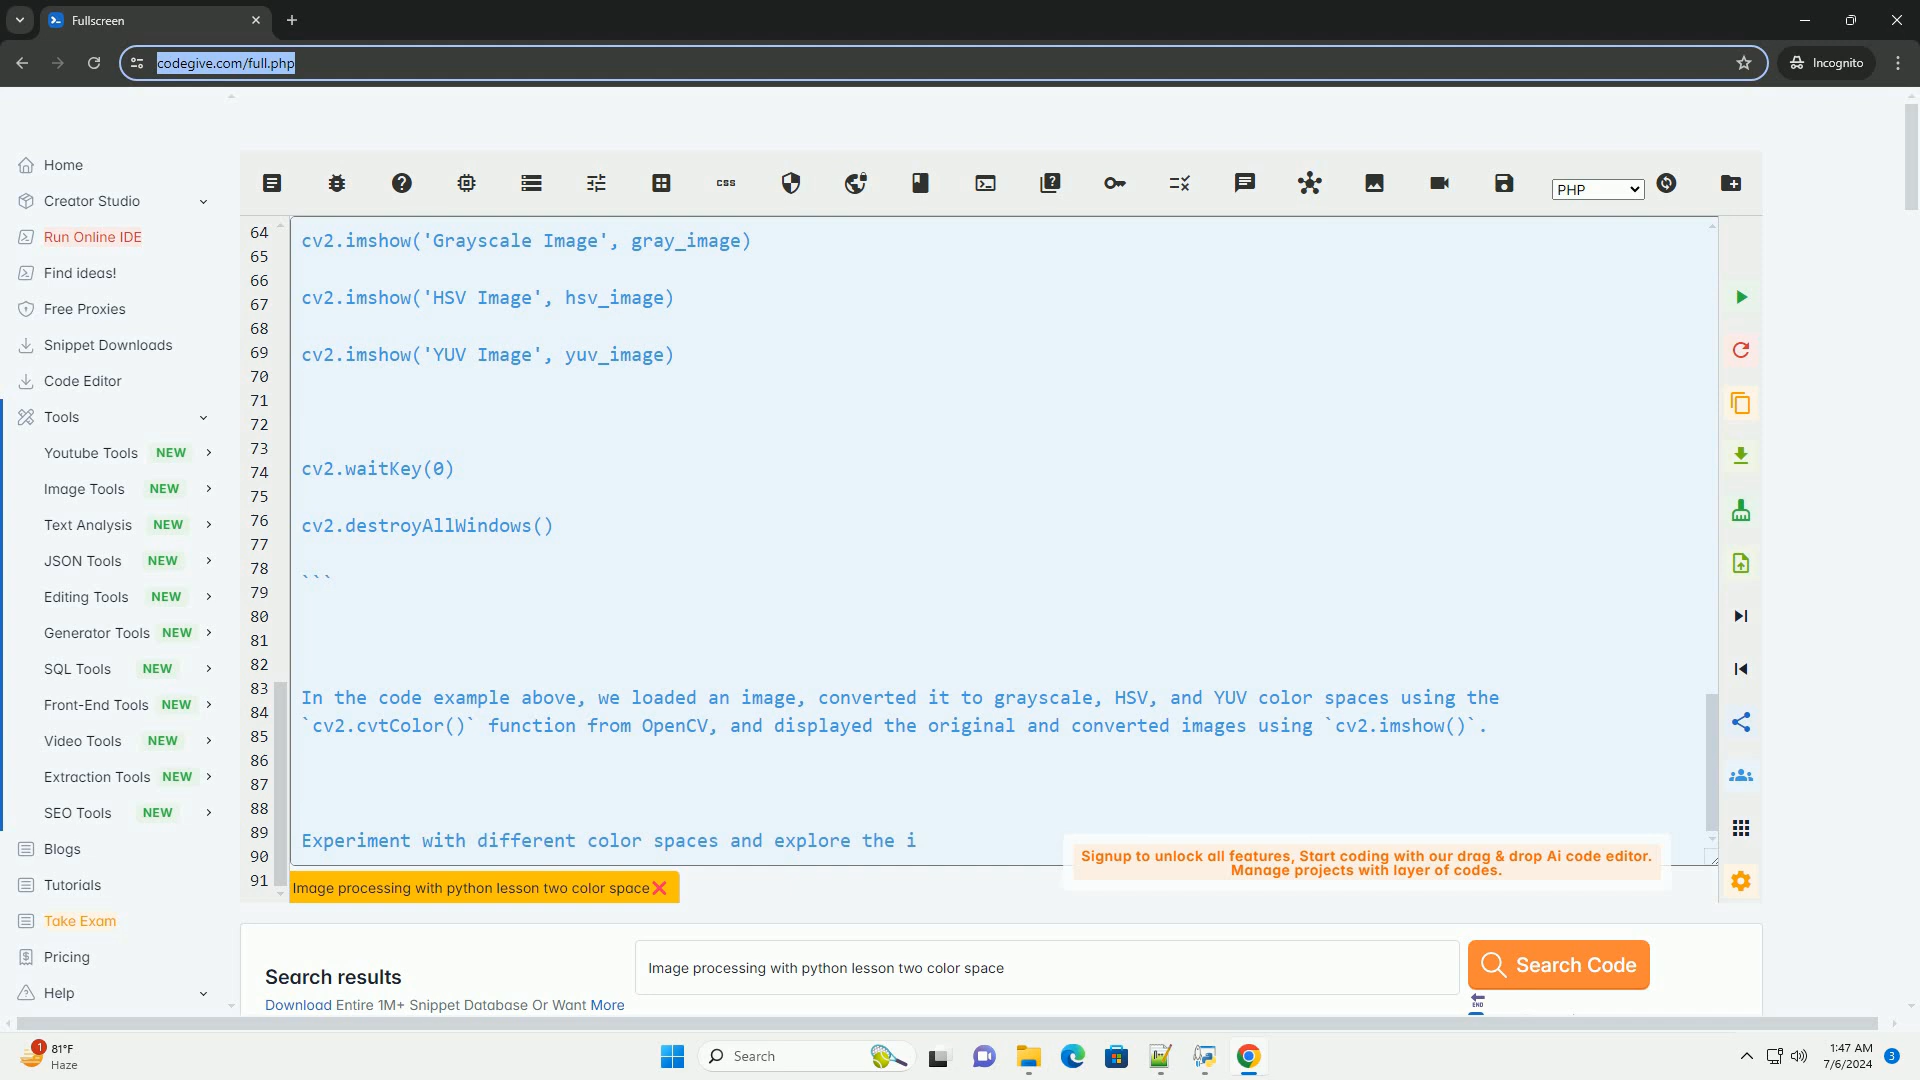 Fullscreen
codegive.com/full.php
Incognito
Home
Creator Studio
Run Online IDE
Find ideas!
Free Proxies
Snippet Downloads
Code Editor
Tools
Youtube Tools NEW
Image Tools NEW
Text Analysis NEW
JSON Tools NEW
Editing Tools NEW
Generator Tools NEW
SQL Tools NEW
Front-End Tools NEW
Video Tools NEW
Extraction Tools NEW
SEO Tools NEW
Blogs
Tutorials
Take Exam
Pricing
Help
css
PHP
64
65
66
67
68
69
70
71
72
73
74
75
76
77
78
79
80
81
82
83
84
85
86
87
88
89
90
91
cv2.imshow('Grayscale Image', gray_image)
cv2.imshow('HSV Image', hsv_image)
cv2.imshow('YUV Image', yuv_image)
cv2.waitKey(0)
cv2.destroyAllWindows()
```
In the code example above, we loaded an image, converted it to grayscale, HSV, and YUV color spaces using the
`cv2.cvtColor()` function from OpenCV, and displayed the original and converted images using `cv2.imshow()`.
Experiment with different color spaces and explore the i
Signup to unlock all features, Start coding with our drag & drop Ai code editor.
Manage projects with layer of codes.
Image processing with python lesson two color space
Search results
Download Entire 1M+ Snippet Database Or Want More
Image processing with python lesson two color space
Search Code
END
1
81°F
Haze
Search
1:47 AM
7/6/2024
3